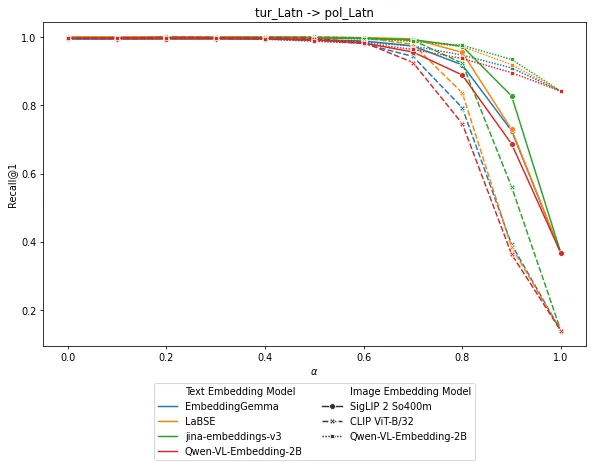 tur_Latn -> pol_Latn
1.0
0.8
0.6
0.4
0.2
Recall@1
0.0 0.2 0.4 0.6 0.8 1.0
α
Text Embedding Model Image Embedding Model
EmbeddingGemma SigLIP 2 So400m
LaBSE CLIP ViT-B/32
jina-embeddings-v3 Qwen-VL-Embedding-2B
Qwen-VL-Embedding-2B